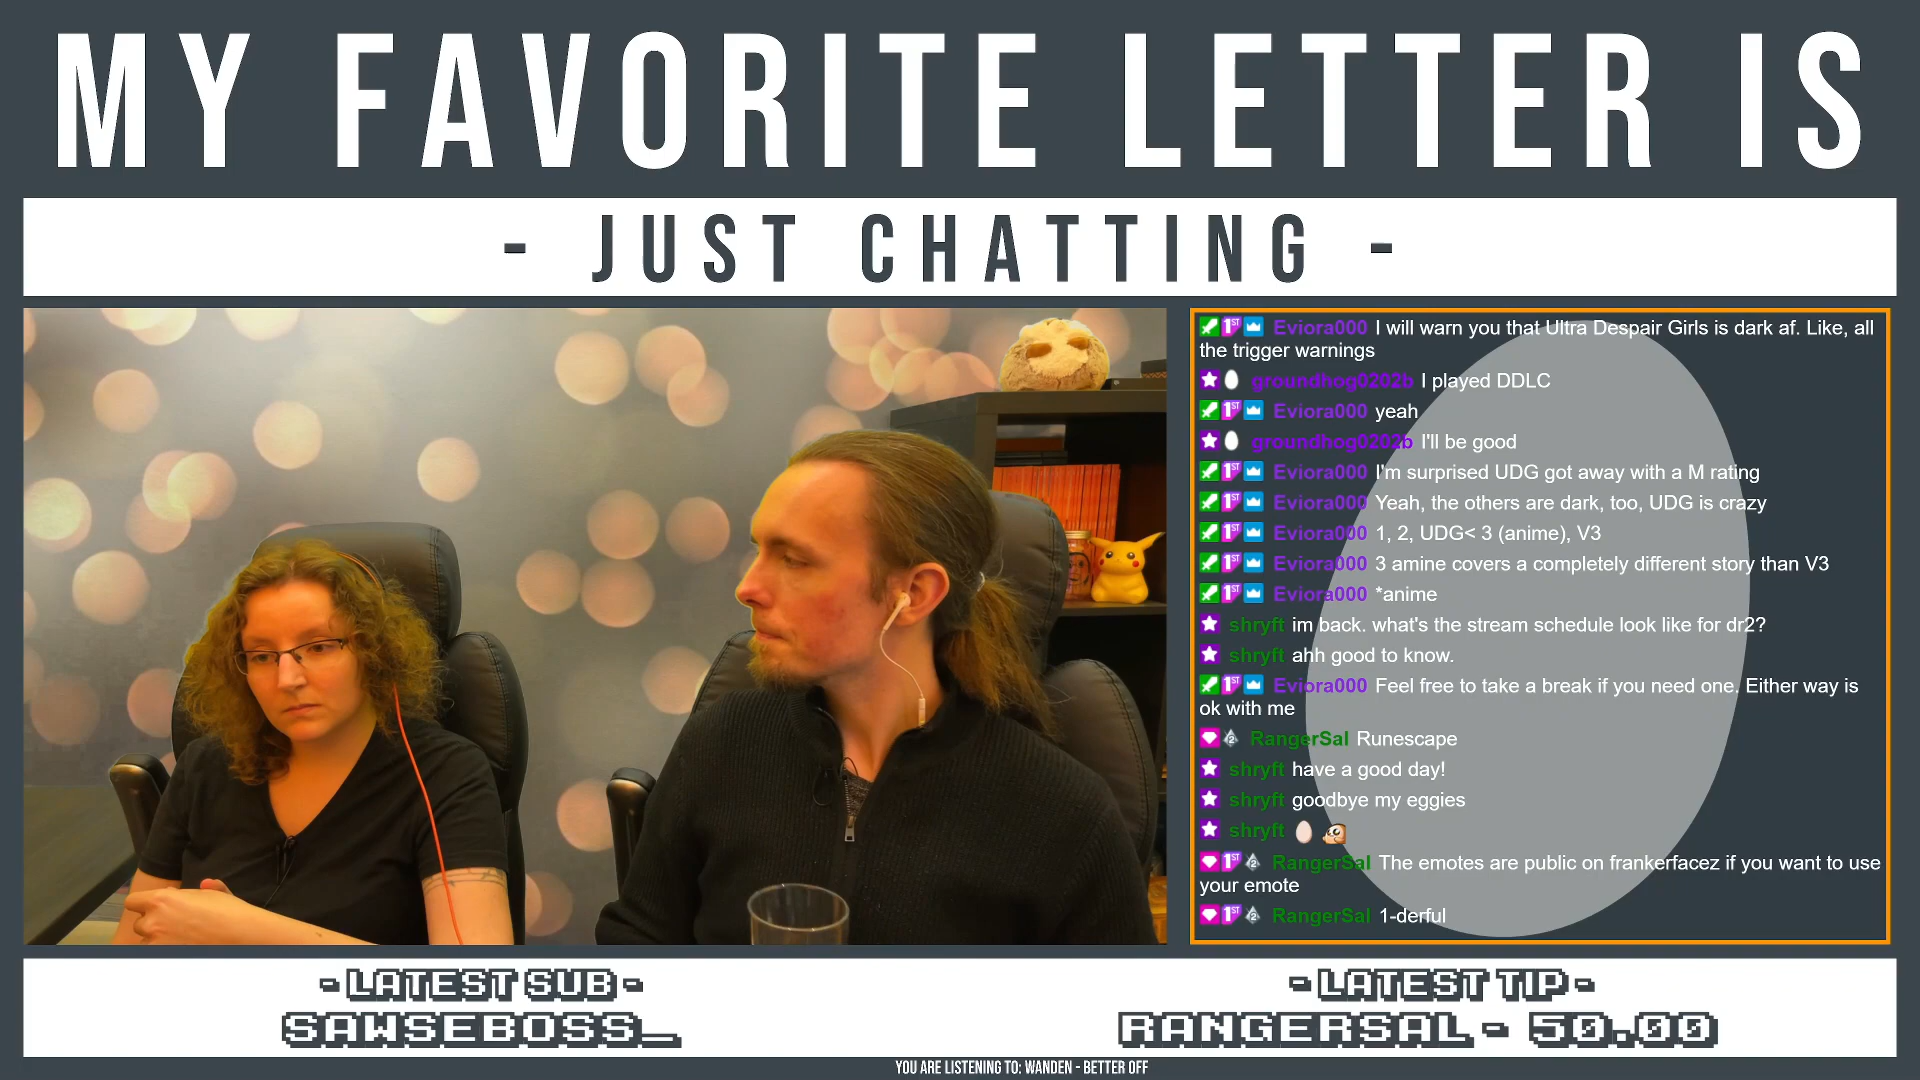 MY FAVORITE LETTER IS
- JUST CHATTING -
Eviora000 I will warn you that Ultra Despair Girls is dark af. Like, all
the trigger warnings
groundhog0202b I played DDLC
Eviora000 yeah
groundhog0202b I'll be good
Eviora000 I'm surprised UDG got away with a M rating
Eviora000 Yeah, the others are dark, too, UDG is crazy
Eviora000 1, 2, UDG< 3 (anime), V3
Eviora000 3 amine covers a completely different story than V3
Eviora000 *anime
shryft im back. what's the stream schedule look like for dr2?
shryft ahh good to know.
Eviora000 Feel free to take a break if you need one. Either way is
ok with me
RangerSal Runescape
shryft have a good day!
shryft goodbye my eggies
shryft
RangerSal The emotes are public on frankerfacez if you want to use
your emote
RangerSal 1-derful
- LATEST SUB -
SAWSEBOSS_
- LATEST TIP -
RANGERSAL - 50.00
YOU ARE LISTENING TO: WANDEN - BETTER OFF